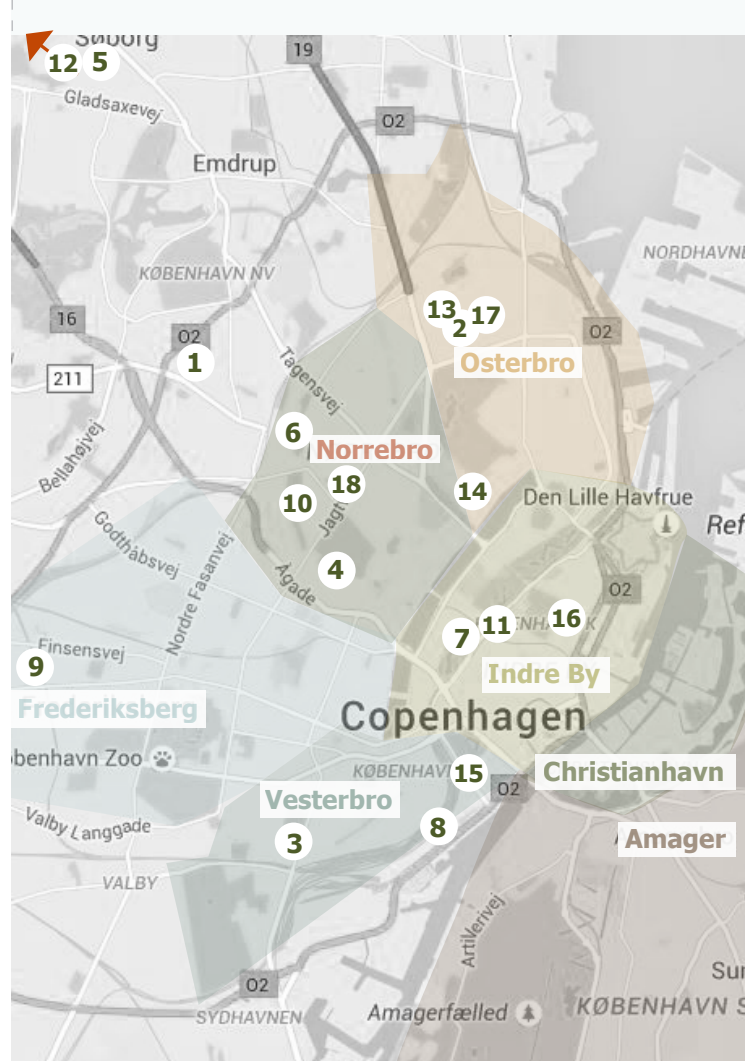 Søborg
12
5
19
Gladsaxevej
O2
Emdrup
NORDHAVNE
KØBENHAVN NV
16
13
17
2
O2
O2
1
Osterbro
211
Tagensvej
6
Norrebro
Bellahøjvej
18
14
10
Den Lille Havfrue
Jagt
Ref
Godthåbsvej
Nordre Fasanvej
4
Ågade
O2
16
11
ENHA K
7
Finsensvej
9
Indre By
Frederiksberg
Copenhagen
benhavn Zoo
KØBENHAV
15
Christianhavn
O2
Vesterbro
Valby Langgade
8
3
Amager
VALBY
Artillerivej
Sun
O2
Amagerfælled
KØBENHAVN S
SYDHAVNEN